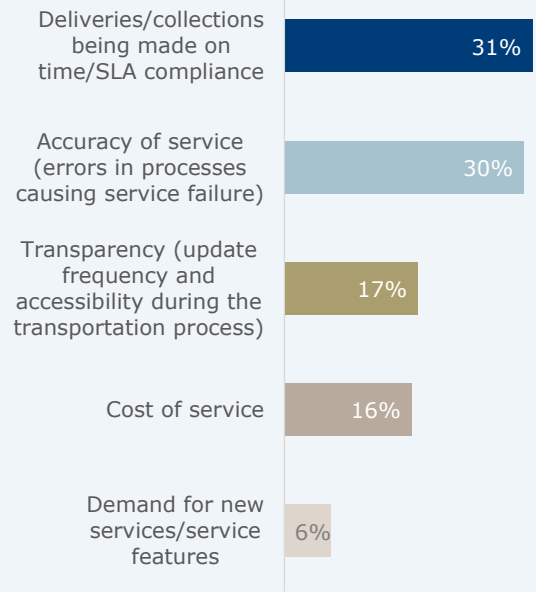 Deliveries/collections
being made on
time/SLA compliance
31%
Accuracy of service
(errors in processes
causing service failure)
30%
Transparency (update
frequency and
accessibility during the
transportation process)
17%
Cost of service
16%
Demand for new
services/service
features
6%